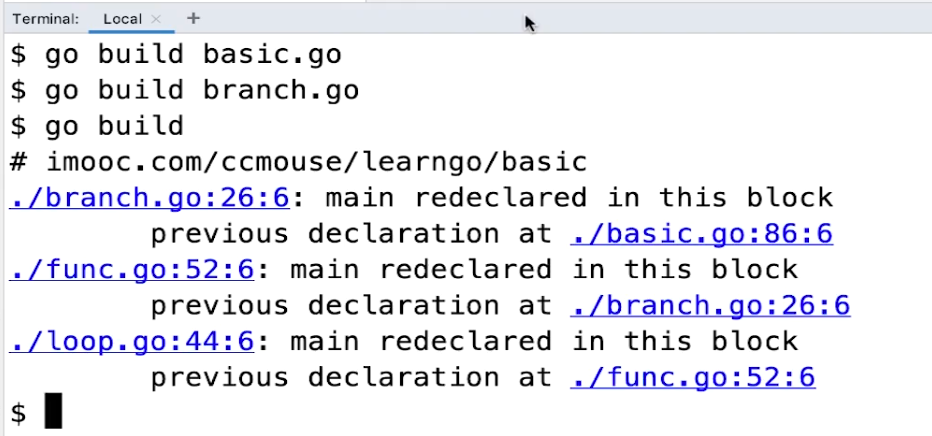 Terminal: Local × +
$ go build basic.go
$ go build branch.go
$ go build
# imooc.com/ccmouse/learngo/basic
./branch.go:26:6: main redeclared in this block
previous declaration at ./basic.go:86:6
./func.go:52:6: main redeclared in this block
previous declaration at ./branch.go:26:6
./loop.go:44:6: main redeclared in this block
previous declaration at ./func.go:52:6
$